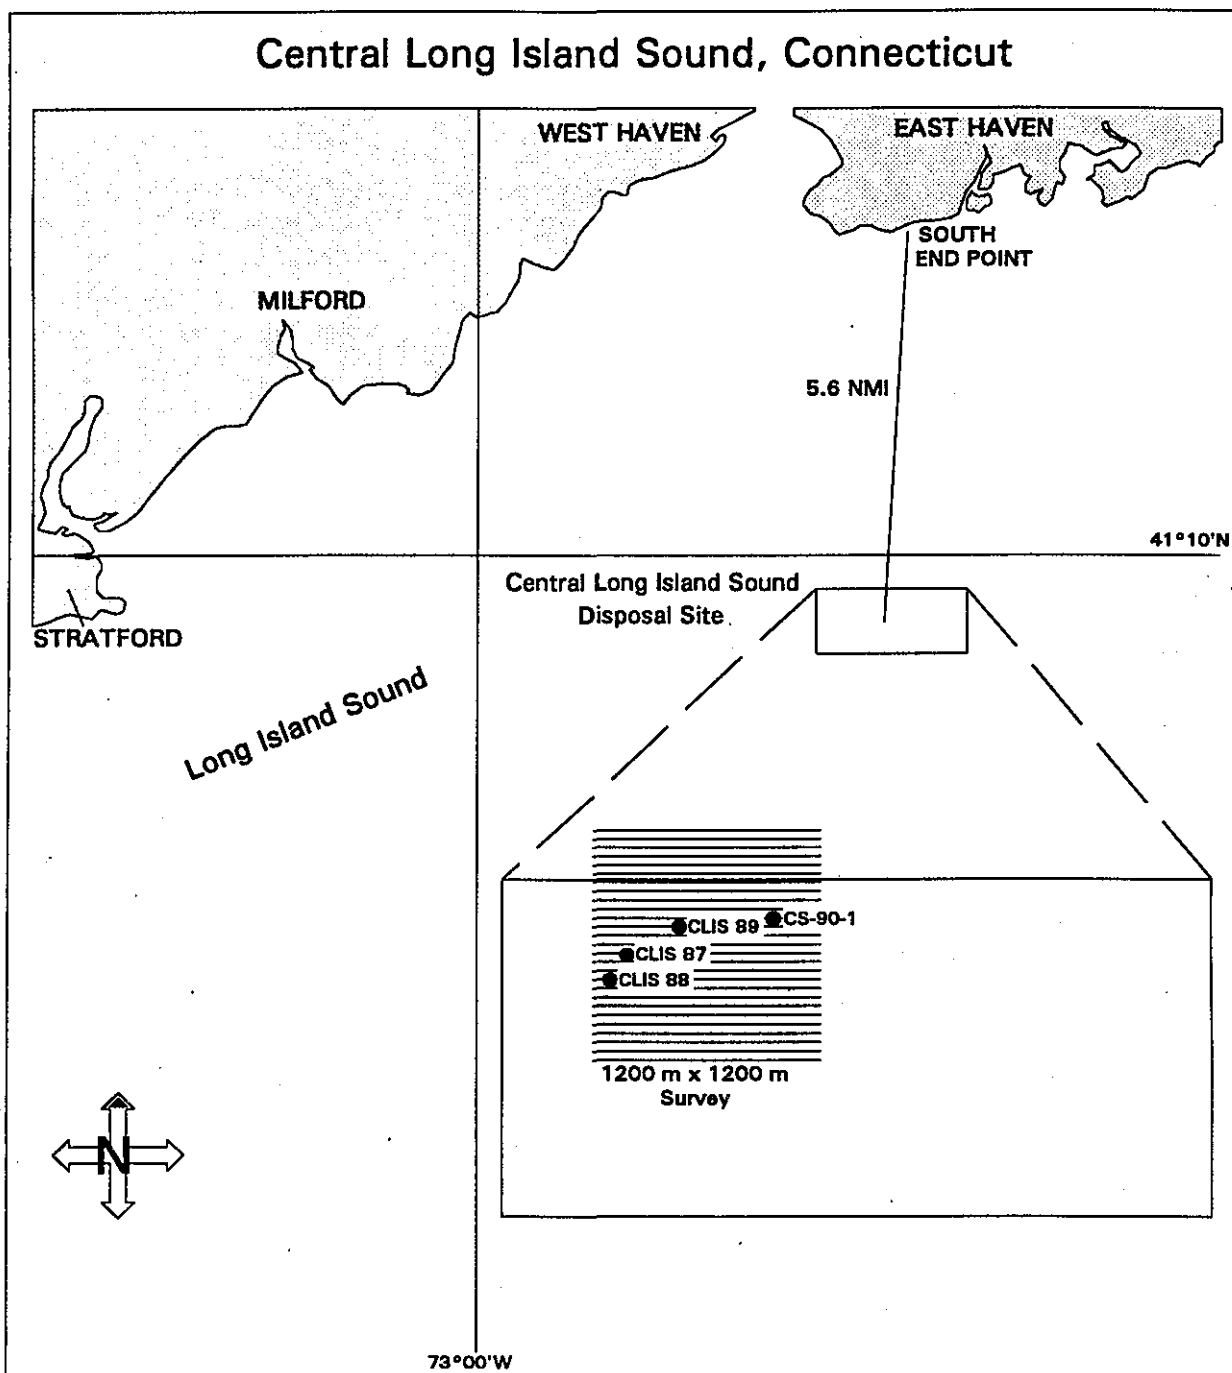 Central Long Island Sound, Connecticut
WEST HAVEN
EAST HAVEN
SOUTH
END POINT
MILFORD
5.6 NMI
41°10'N
Central Long Island Sound
Disposal Site
STRATFORD
Long Island Sound
CLIS 89
CS-90-1
CLIS 87
CLIS 88
1200 m x 1200 m
Survey
N
73°00'W